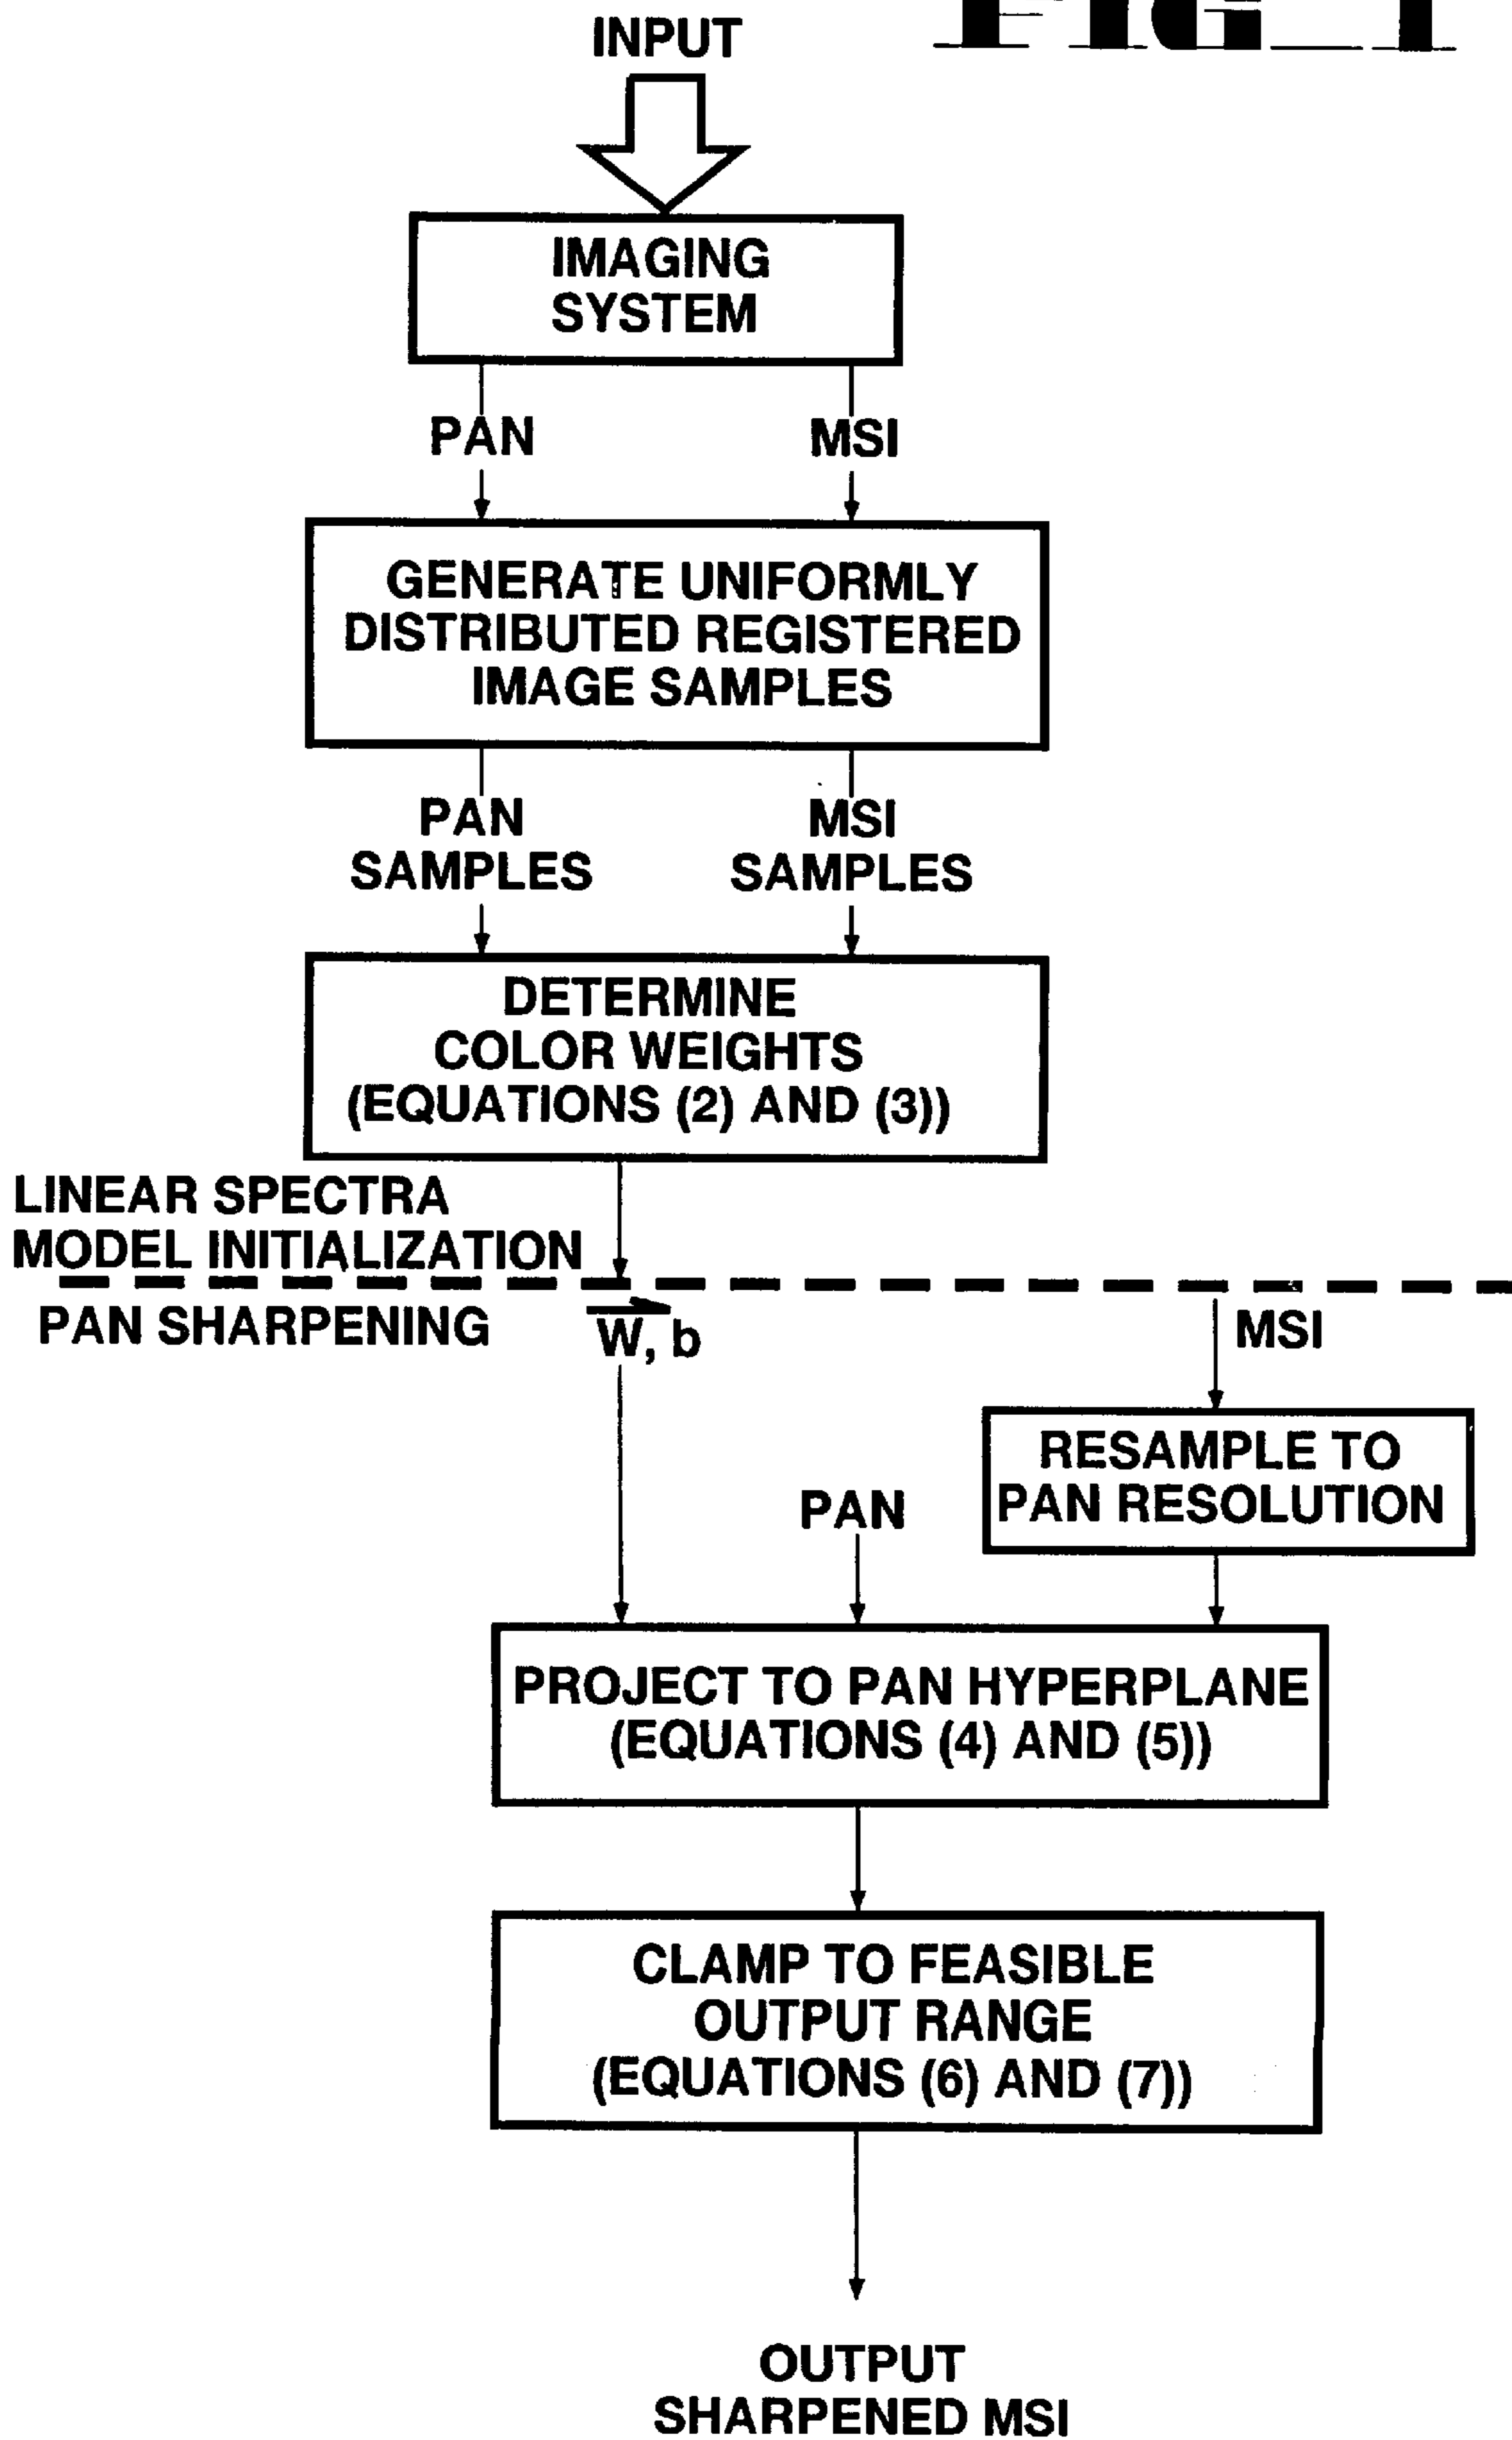 FIG_1
INPUT
IMAGING
SYSTEM
PAN
MSI
GENERATE UNIFORMLY
DISTRIBUTED REGISTERED
IMAGE SAMPLES
PAN
SAMPLES
MSI
SAMPLES
DETERMINE
COLOR WEIGHTS
(EQUATIONS (2) AND (3))
LINEAR SPECTRA
MODEL INITIALIZATION
PAN SHARPENING
W, b
MSI
RESAMPLE TO
PAN RESOLUTION
PAN
PROJECT TO PAN HYPERPLANE
(EQUATIONS (4) AND (5))
CLAMP TO FEASIBLE
OUTPUT RANGE
(EQUATIONS (6) AND (7))
OUTPUT
SHARPENED MSI